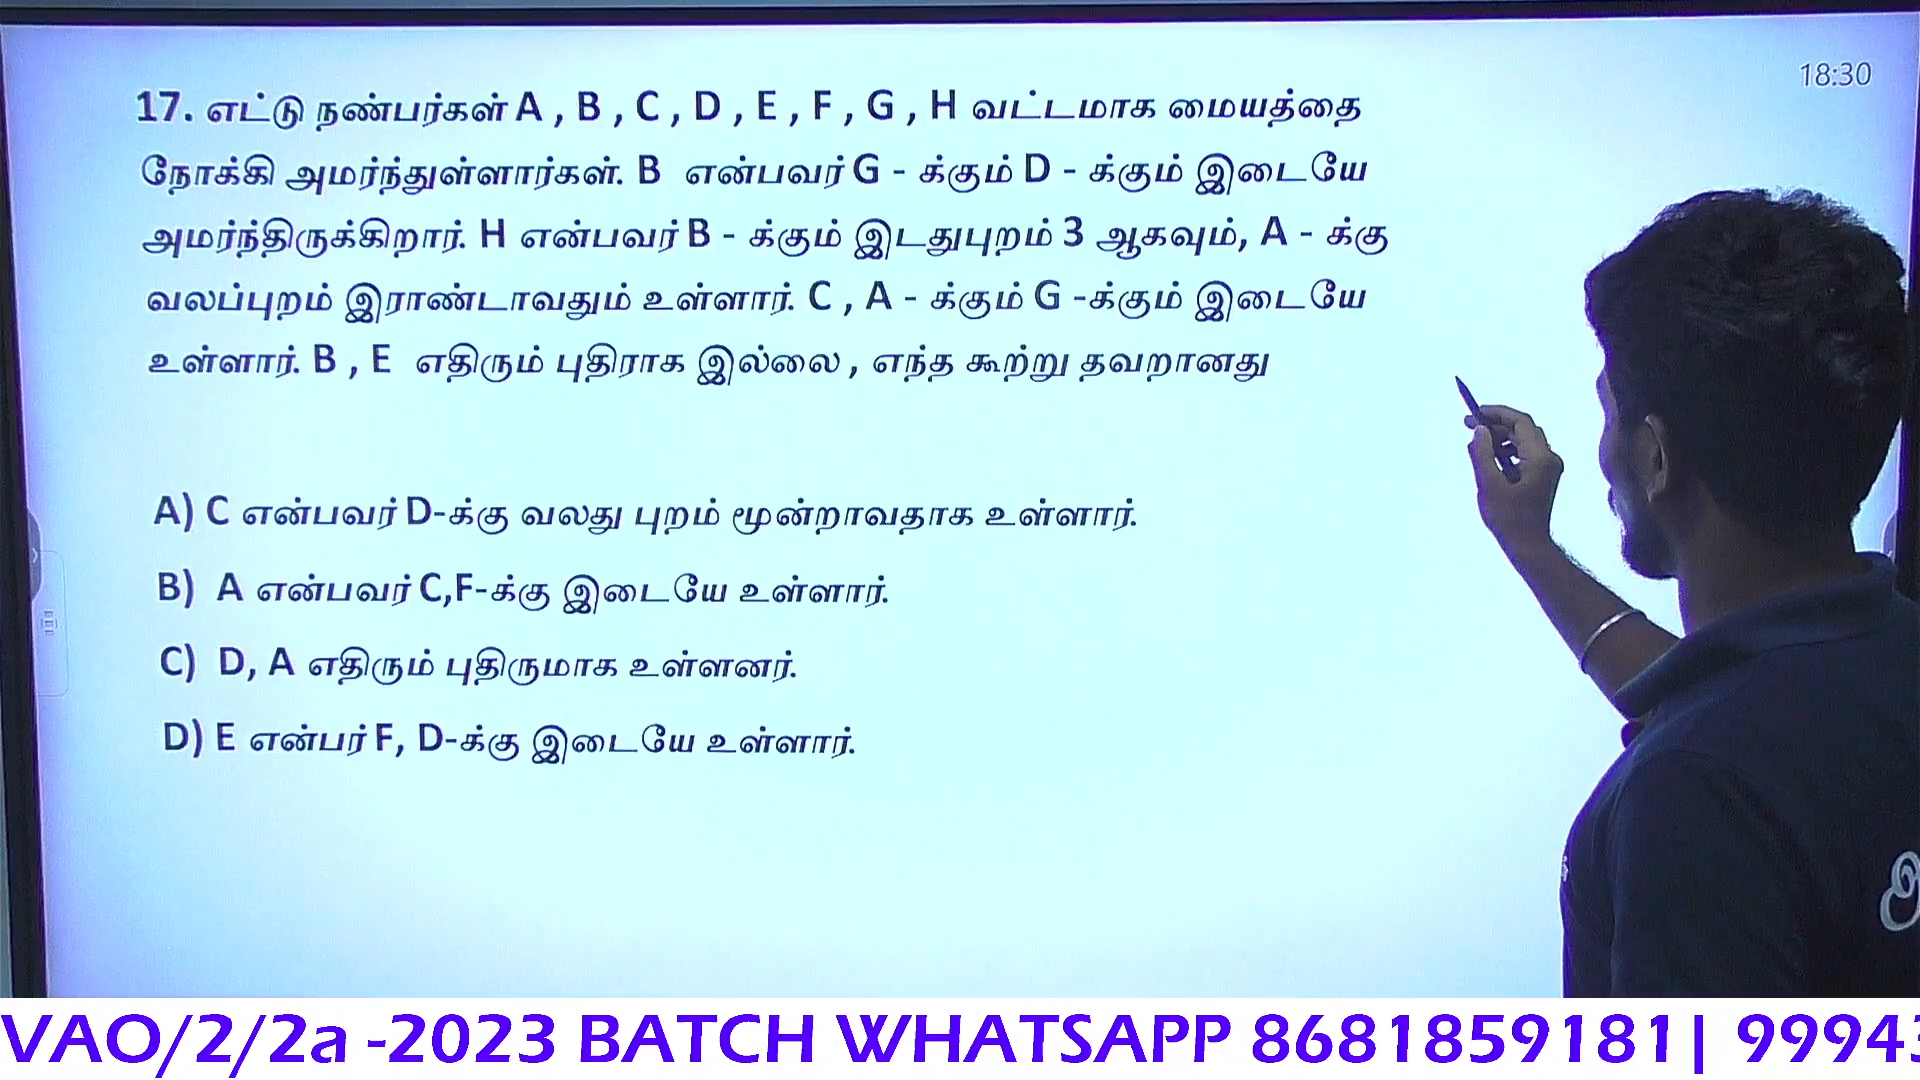 18:30
17. எட்டு நண்பர்கள் A , B , C , D , E , F , G , H வட்டமாக மையத்தை
நோக்கி அமர்ந்துள்ளார்கள். B என்பவர் G - க்கும் D - க்கும் இடையே
அமர்ந்திருக்கிறார். H என்பவர் B - க்கும் இடதுபுறம் 3 ஆகவும், A - க்கு
வலப்புறம் இராண்டாவதும் உள்ளார். C , A - க்கும் G -க்கும் இடையே
உள்ளார். B , E எதிரும் புதிராக இல்லை , எந்த கூற்று தவறானது
A) C என்பவர் D-க்கு வலது புறம் மூன்றாவதாக உள்ளார்.
B) A என்பவர் C,F-க்கு இடையே உள்ளார்.
C) D, A எதிரும் புதிருமாக உள்ளனர்.
D) E என்பர் F, D-க்கு இடையே உள்ளார்.
VAO/2/2a -2023 BATCH WHATSAPP 8681859181| 9994